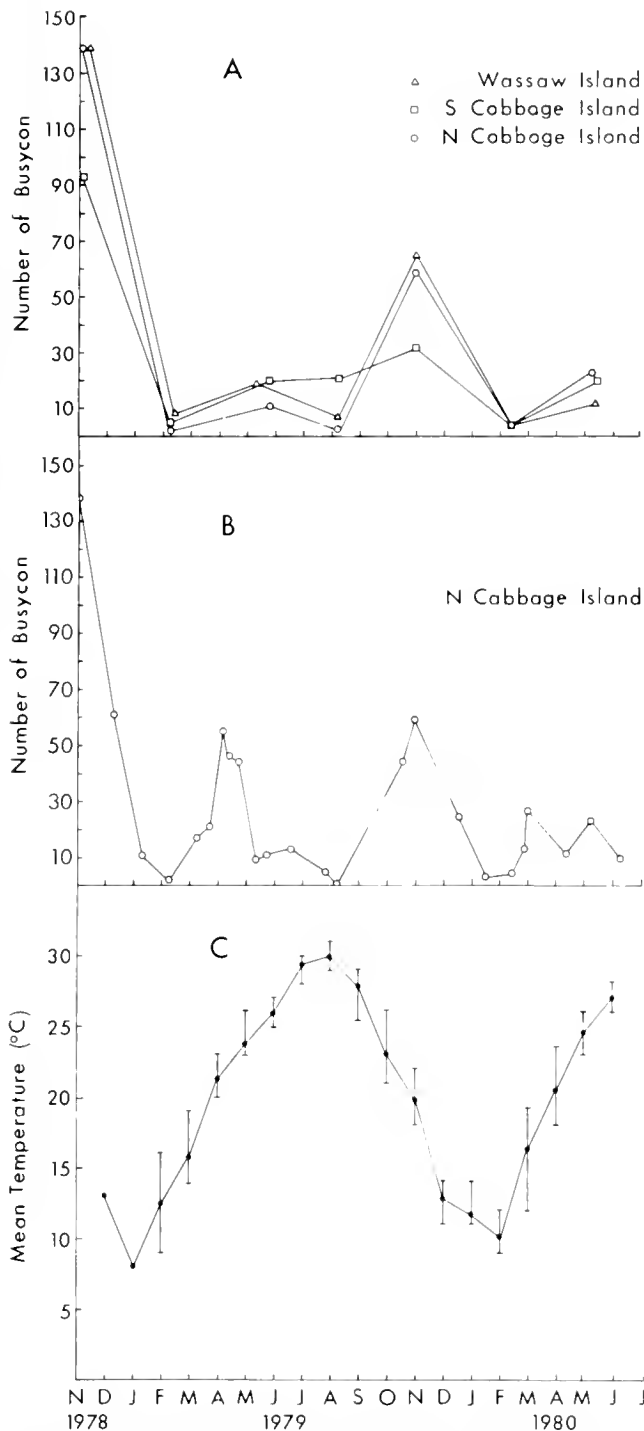 A
Wassaw Island
S Cabbage Island
N Cabbage Island
Number of Busycon
150
130
110
90
70
50
30
10
B
N Cabbage Island
Number of Busycon
150
130
110
90
70
50
30
10
C
Mean Temperature (°C)
30
25
20
15
10
5
N D J F M A M J J A S O N D J F M A M J J
1978 1979 1980